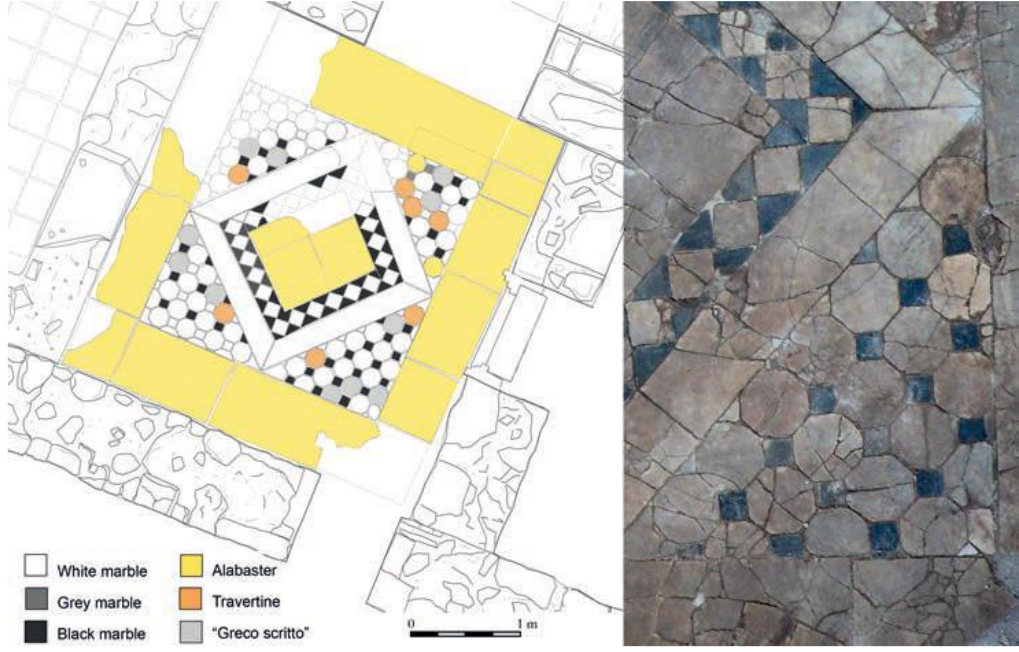 White marble
Grey marble
Black marble
Alabaster
Travertine
"Greco scritto"
0 1 m